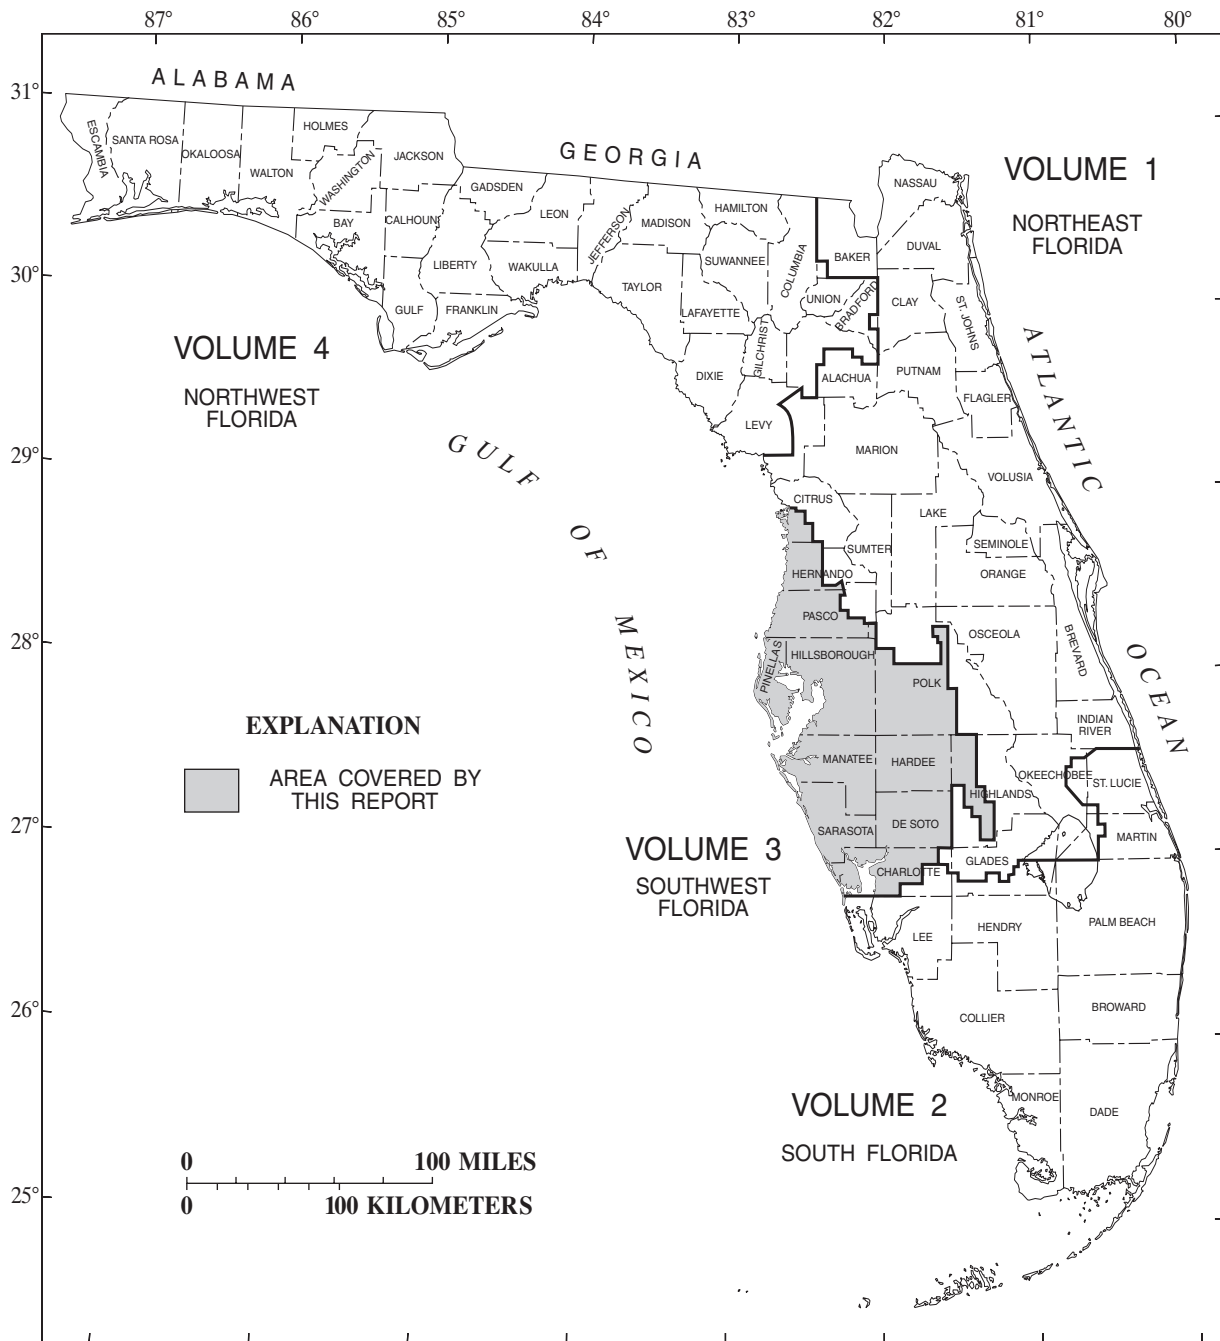 87° 86° 85° 84° 83° 82° 81° 80°
ALABAMA
31°
GEORGIA
ESCAMBIA
SANTA ROSA
OKALOOSA
WALTON
HOLMES
WASHINGTON
JACKSON
BAY
CALHOUN
GADSDEN
LEON
LIBERTY
WAKULLA
GULF
FRANKLIN
JEFFERSON
MADISON
HAMILTON
TAYLOR
SUWANNEE
LAFAYETTE
COLUMBIA
DIXIE
GILCHRIST
BAKER
UNION
BRADFORD
NASSAU
DUVAL
CLAY
ST. JOHNS
VOLUME 1
NORTHEAST
FLORIDA
30°
VOLUME 4
NORTHWEST
FLORIDA
ALACHUA
PUTNAM
FLAGLER
LEVY
MARION
29°
GULF
OF
MEXICO
ATLANTIC
OCEAN
VOLUSIA
CITRUS
LAKE
SUMTER
SEMINOLE
HERNANDO
ORANGE
PASCO
28°
OSCEOLA
BREVARD
HILLSBOROUGH
PINELLAS
POLK
INDIAN
RIVER
EXPLANATION
AREA COVERED BY
THIS REPORT
MANATEE
HARDEE
OKEECHOBEE
ST. LUCIE
HIGHLANDS
27°
SARASOTA
DE SOTO
MARTIN
VOLUME 3
SOUTHWEST
FLORIDA
CHARLOTTE
GLADES
LEE
HENDRY
PALM BEACH
26°
COLLIER
BROWARD
VOLUME 2
SOUTH FLORIDA
MONROE
DADE
0 100 MILES
25°
0 100 KILOMETERS